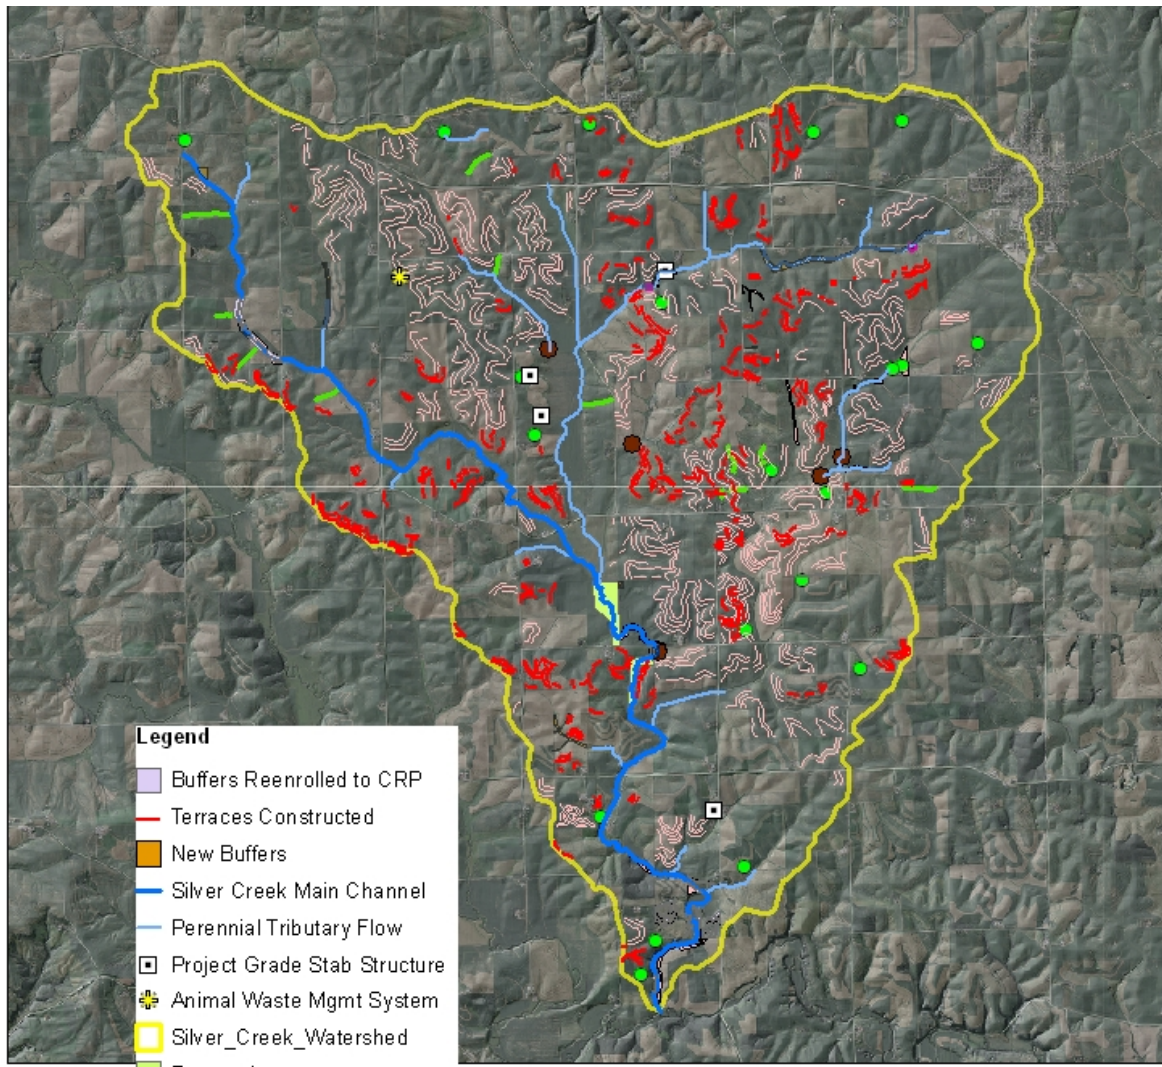 Legend
Buffers Reenrolled to CRP
Terraces Constructed
New Buffers
Silver Creek Main Channel
Perennial Tributary Flow
Project Grade Stab Structure
Animal Waste Mgmt System
Silver_Creek_Watershed